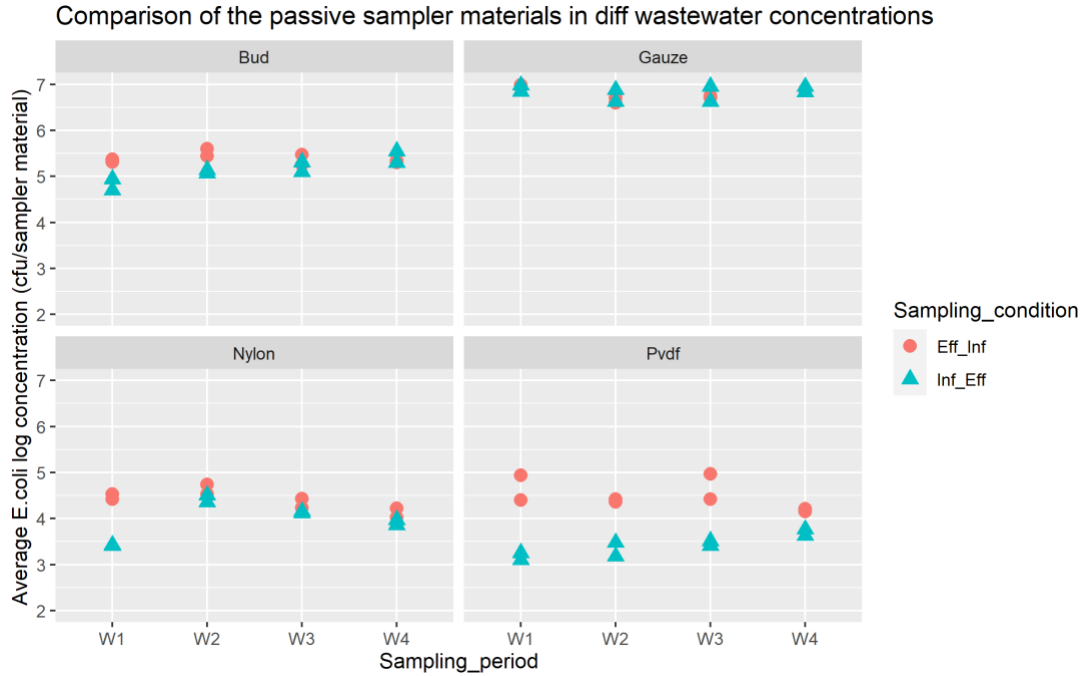 Comparison of the passive sampler materials in diff wastewater concentrations
Average E.coli log concentration (cfu/sampler material)
Bud
Gauze
7
6
5
4
3
2
Nylon
Pvdf
7
6
5
4
3
2
W1 W2 W3 W4 W1 W2 W3 W4
Sampling_period
Sampling_condition
Eff_Inf
Inf_Eff